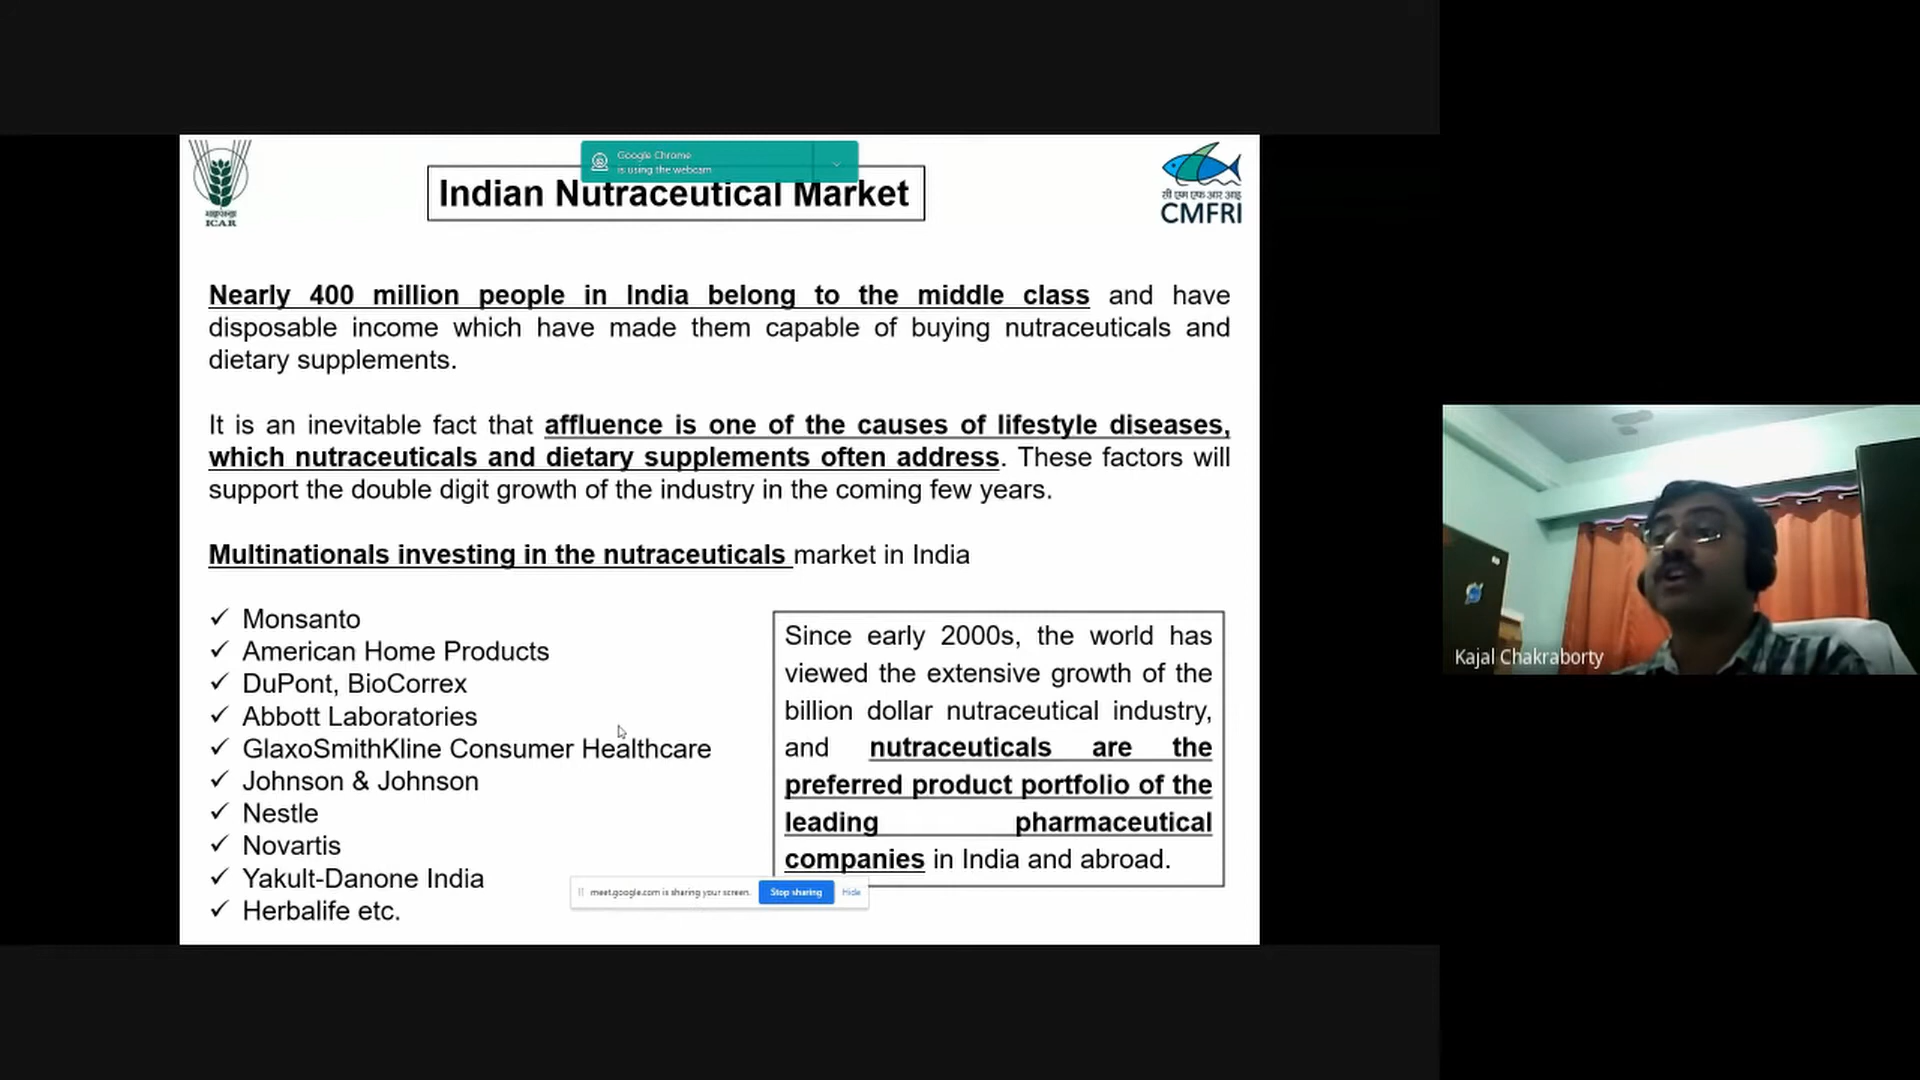 Google Chrome
is using the webcam
Indian Nutraceutical Market
ICAR
सी एम एफ आर आइ
CMFRI
Nearly 400 million people in India belong to the middle class and have
disposable income which have made them capable of buying nutraceuticals and
dietary supplements.
It is an inevitable fact that affluence is one of the causes of lifestyle diseases,
which nutraceuticals and dietary supplements often address. These factors will
support the double digit growth of the industry in the coming few years.
Multinationals investing in the nutraceuticals market in India
✓ Monsanto
✓ American Home Products
✓ DuPont, BioCorrex
✓ Abbott Laboratories
✓ GlaxoSmithKline Consumer Healthcare
✓ Johnson & Johnson
✓ Nestle
✓ Novartis
✓ Yakult-Danone India
✓ Herbalife etc.
Since early 2000s, the world has
viewed the extensive growth of the
billion dollar nutraceutical industry,
and nutraceuticals are the
preferred product portfolio of the
leading pharmaceutical
companies in India and abroad.
meet.google.com is sharing your screen. Stop sharing Hide
Kajal Chakraborty